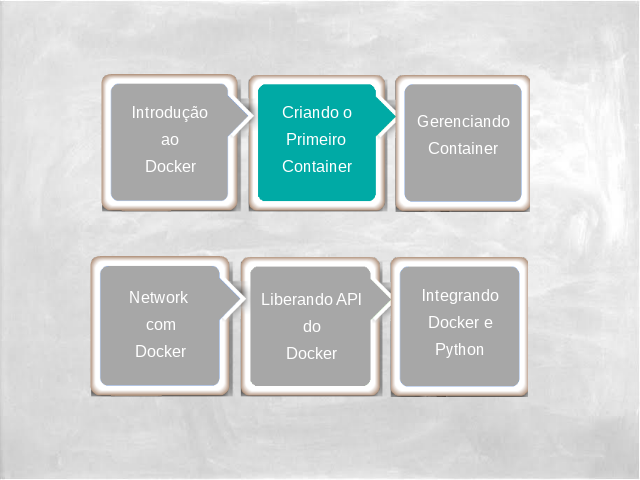 Introdução
ao
Docker
Criando o
Primeiro
Container
Gerenciando
Container
Network
com
Docker
Liberando API
do
Docker
Integrando
Docker e
Python